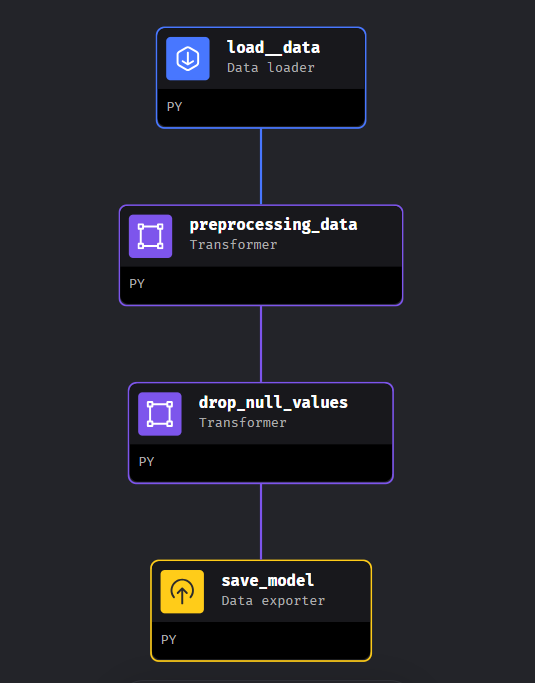 load__data
Data loader
PY
preprocessing_data
Transformer
PY
drop_null_values
Transformer
PY
save_model
Data exporter
PY